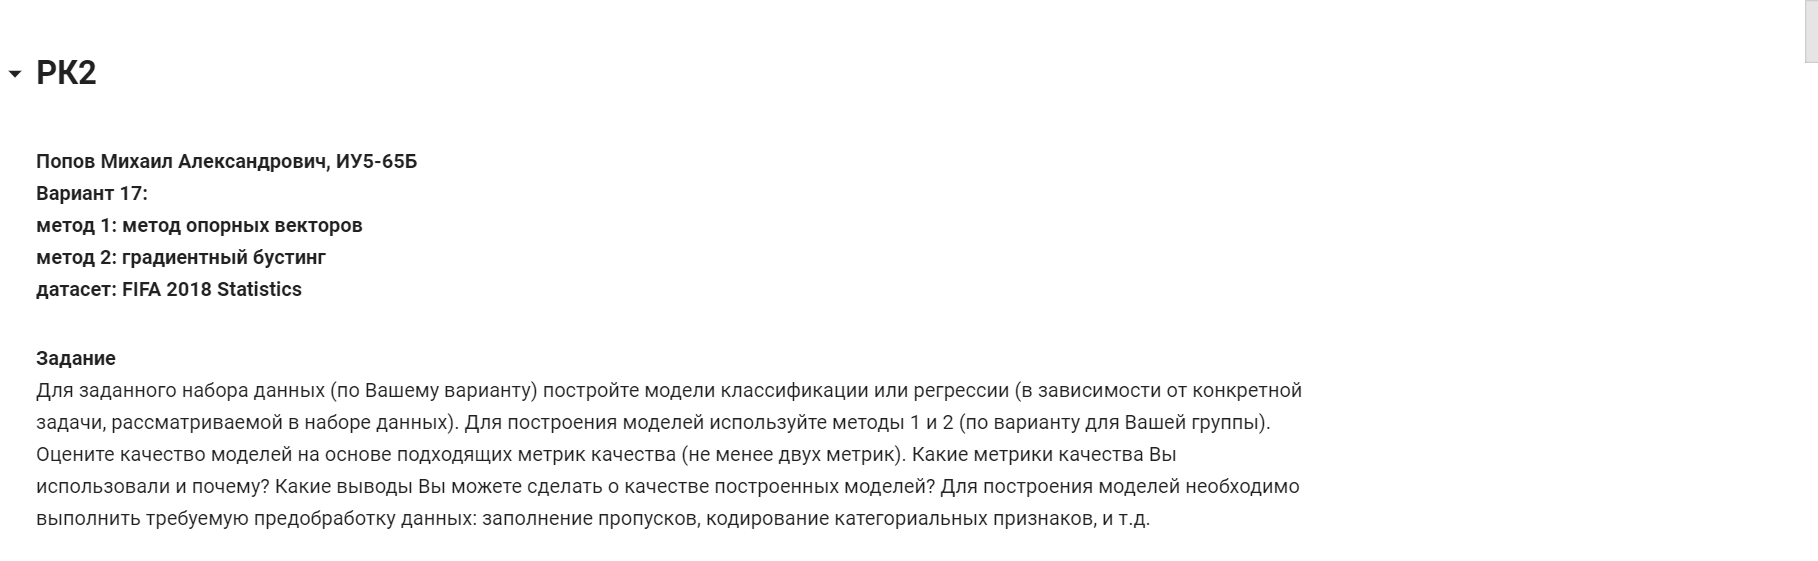 РК2
Попов Михаил Александрович, ИУ5-65Б
Вариант 17:
метод 1: метод опорных векторов
метод 2: градиентный бустинг
датасет: FIFA 2018 Statistics
Задание
Для заданного набора данных (по Вашему варианту) постройте модели классификации или регрессии (в зависимости от конкретной
задачи, рассматриваемой в наборе данных). Для построения моделей используйте методы 1 и 2 (по варианту для Вашей группы).
Оцените качество моделей на основе подходящих метрик качества (не менее двух метрик). Какие метрики качества Вы
использовали и почему? Какие выводы Вы можете сделать о качестве построенных моделей? Для построения моделей необходимо
выполнить требуемую предобработку данных: заполнение пропусков, кодирование категориальных признаков, и т.д.